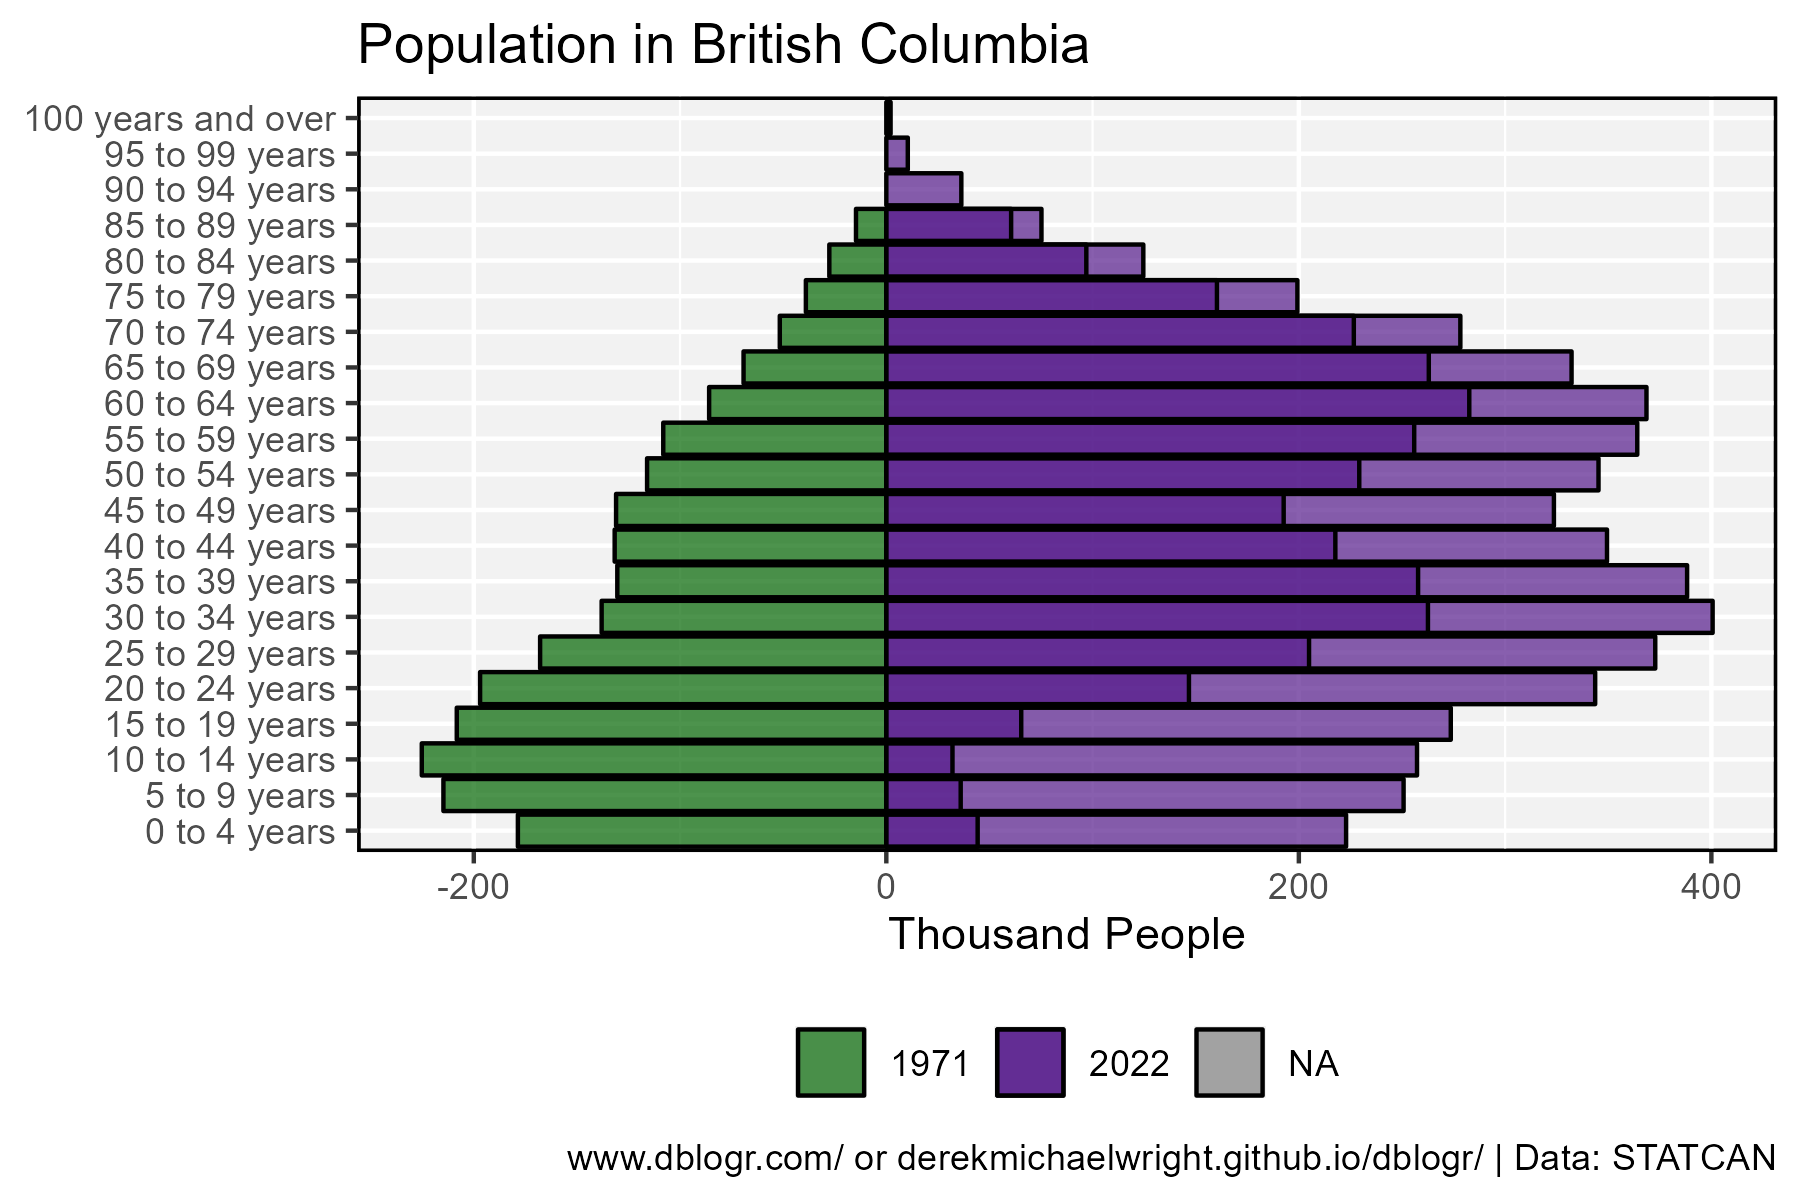 Population in British Columbia
100 years and over
95 to 99 years
90 to 94 years
85 to 89 years
80 to 84 years
75 to 79 years
70 to 74 years
65 to 69 years
60 to 64 years
55 to 59 years
50 to 54 years
45 to 49 years
40 to 44 years
35 to 39 years
30 to 34 years
25 to 29 years
20 to 24 years
15 to 19 years
10 to 14 years
5 to 9 years
0 to 4 years
-200 0 200 400
Thousand People
1971 2022 NA
www.dblogr.com/ or derekmichaelwright.github.io/dblogr/ | Data: STATCAN